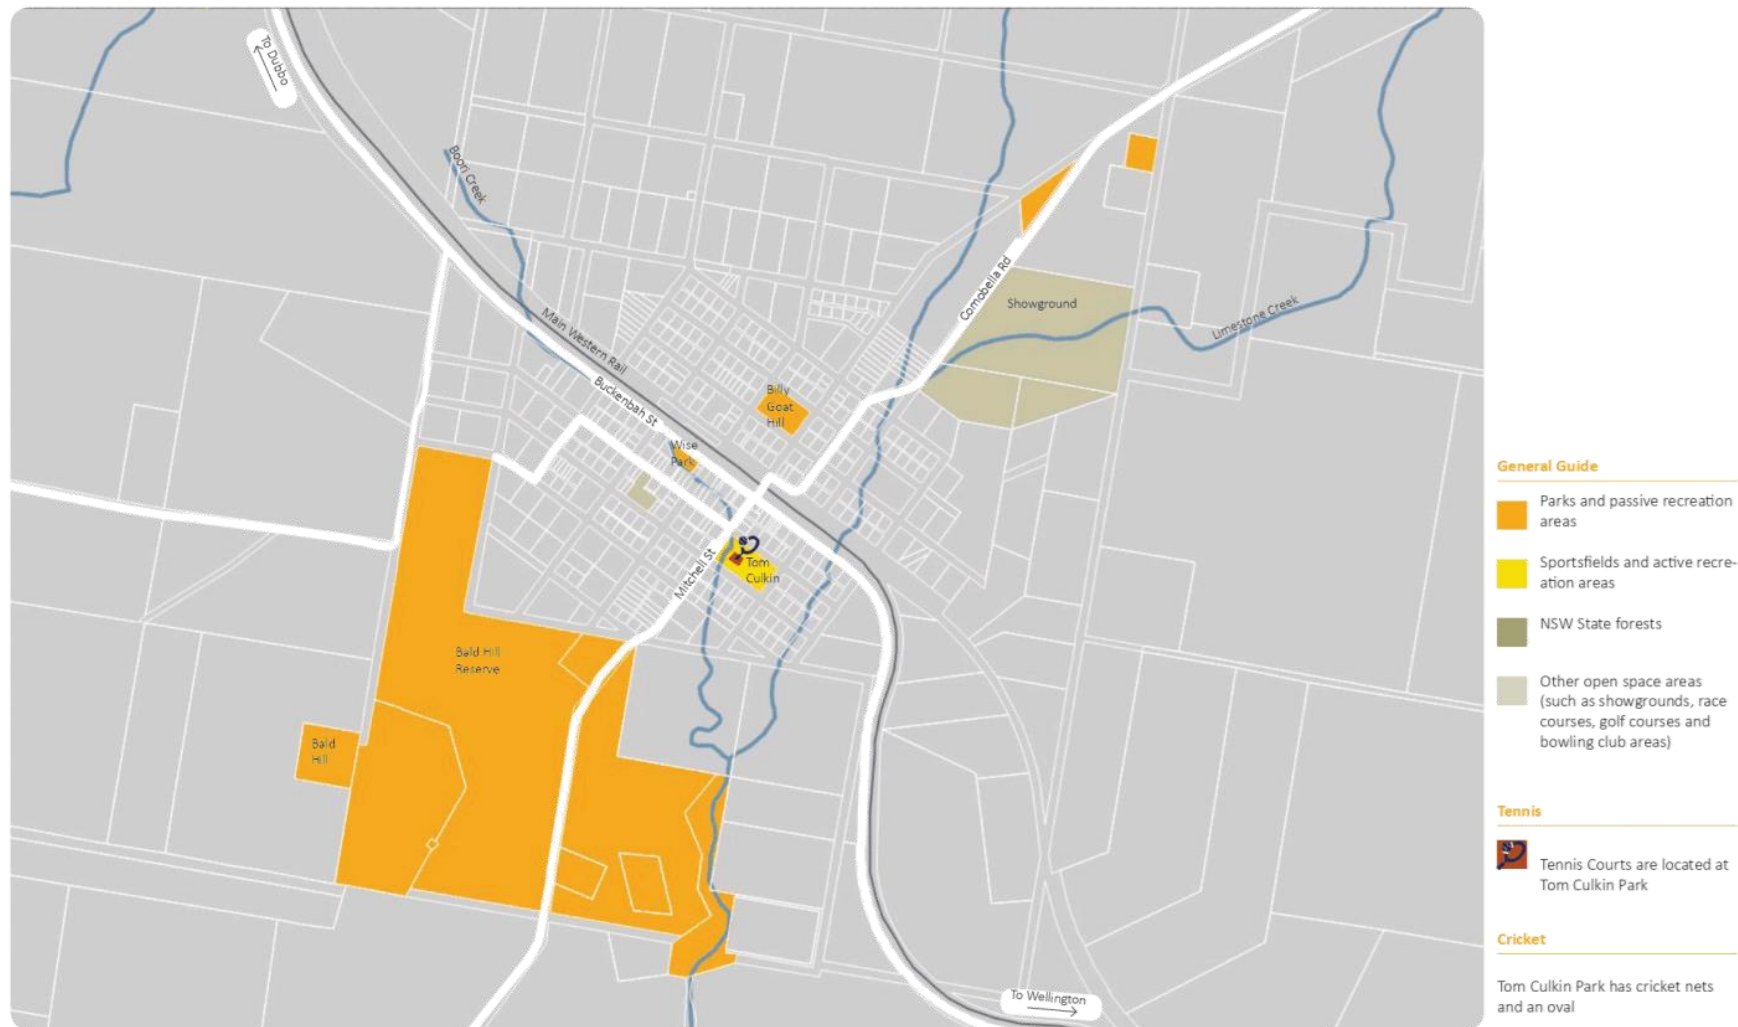 To Dubbo
Boori Creek
Main Western Rail
Buckenbah St
Comobella Rd
Showground
Limestone Creek
Billy
Goat
Hill
Wise
Park
Mitchell St
Tom
Culkin
Bald Hill
Reserve
Bald
Hill
To Wellington
General Guide
Parks and passive recreation
areas
Sportsfields and active recre-
ation areas
NSW State forests
Other open space areas
(such as showgrounds, race
courses, golf courses and
bowling club areas)
Tennis
Tennis Courts are located at
Tom Culkin Park
Cricket
Tom Culkin Park has cricket nets
and an oval